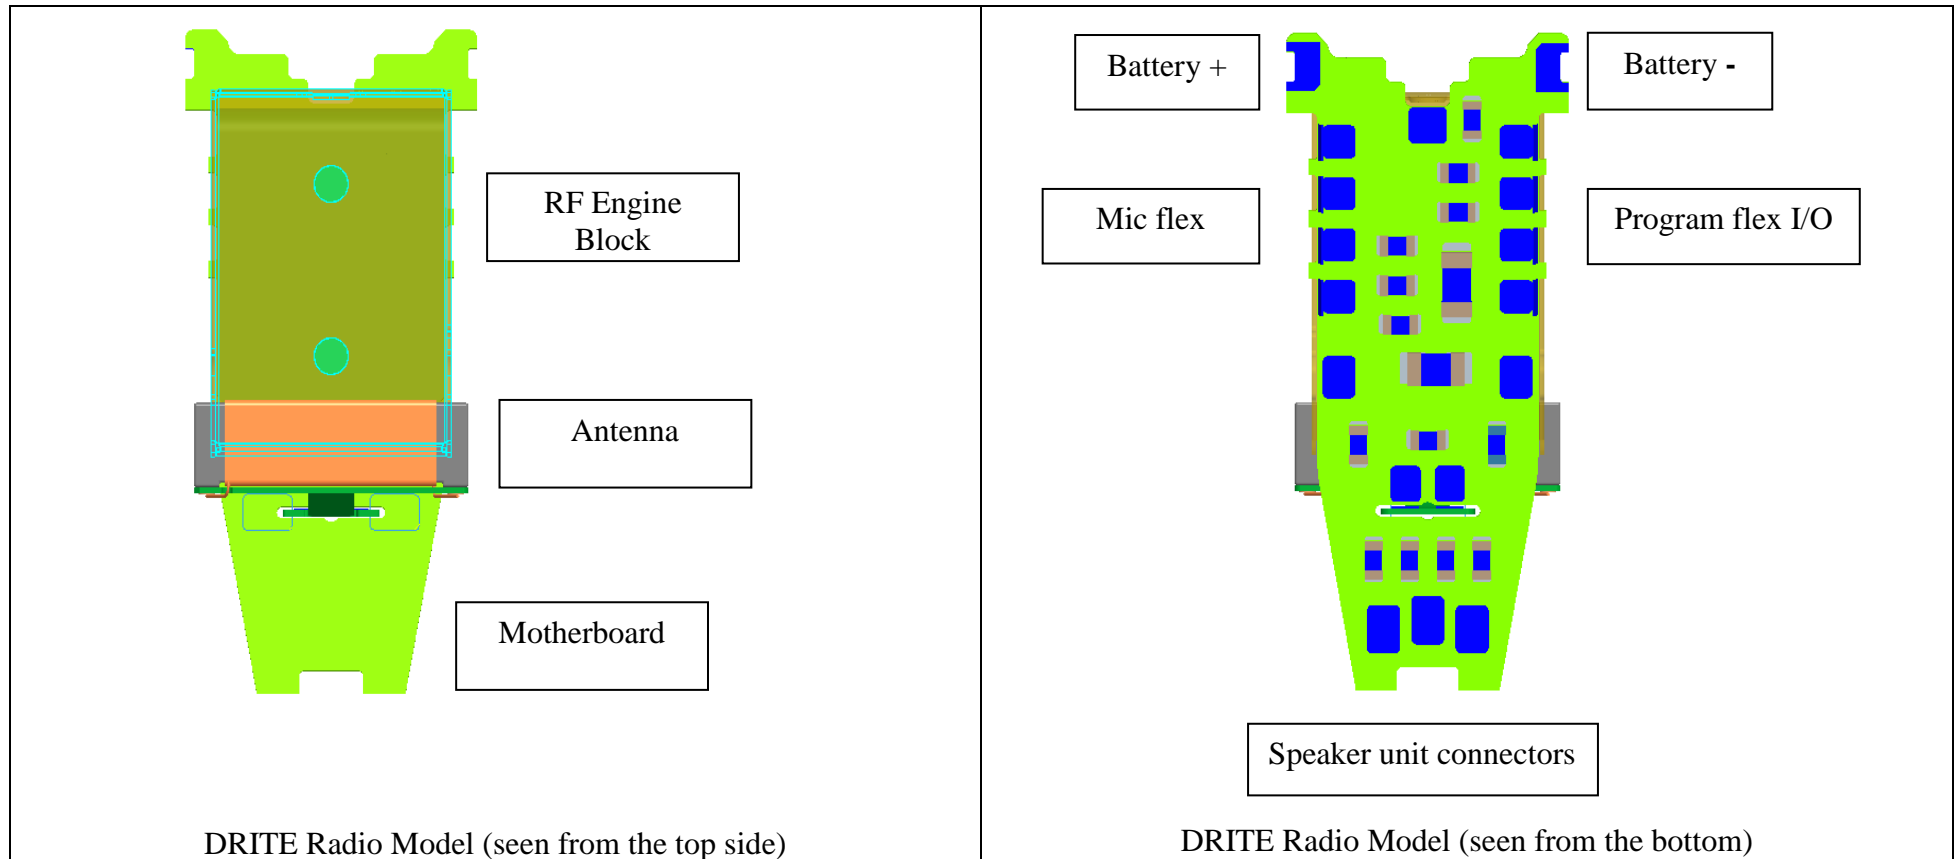 RF Engine
Block
Antenna
Motherboard
DRITE Radio Model (seen from the top side)
Battery +
Battery -
Mic flex
Program flex I/O
Speaker unit connectors
DRITE Radio Model (seen from the bottom)